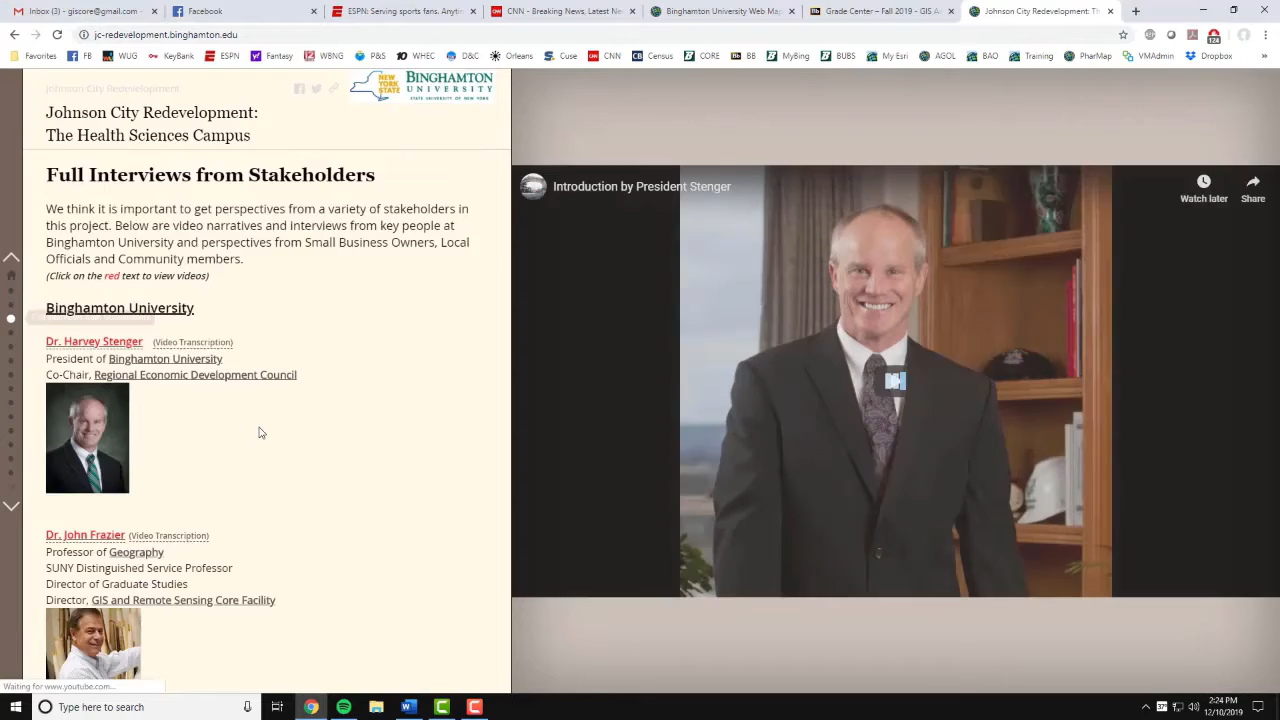 Inbox (3) - afrombac@bingha
Facebook
ESPN: Serving sports fans. Anytim
CNN - Breaking News, Latest Ne
Binghamton University Web Map
Grade Center – Fall 2019 - GIS A
Johnson City Redevelopment: Th
jc-redevelopment.binghamton.edu
124
Favorites
FB
WUG
KeyBank
ESPN
Fantasy
WBNG
P&S
WHEC
D&C
Olympics
Cuse
CNN
Census
CORE
BB
MyBing
BUBS
My Esri
AGOL
BAO
Training
PharMap
VMAdmin
DropBox
»
Johnson City Redevelopment
NEW YORK STATE
BINGHAMTON
UNIVERSITY
STATE UNIVERSITY OF NEW YORK
Johnson City Redevelopment:
The Health Sciences Campus
Full Interviews from Stakeholders
We think it is important to get perspectives from a variety of stakeholders in
this project. Below are video narratives and interviews from key people at
Binghamton University and perspectives from Small Business Owners, Local
Officials and Community members.
(Click on the red text to view videos)
Binghamton University
Dr. Harvey Stenger (Video Transcription)
President of Binghamton University
Co-Chair, Regional Economic Development Council
Dr. John Frazier (Video Transcription)
Professor of Geography
SUNY Distinguished Service Professor
Director of Graduate Studies
Director, GIS and Remote Sensing Core Facility
Introduction by President Stenger
Watch later
Share
Waiting for www.youtube.com...
Type here to search
2:24 PM
12/10/2019